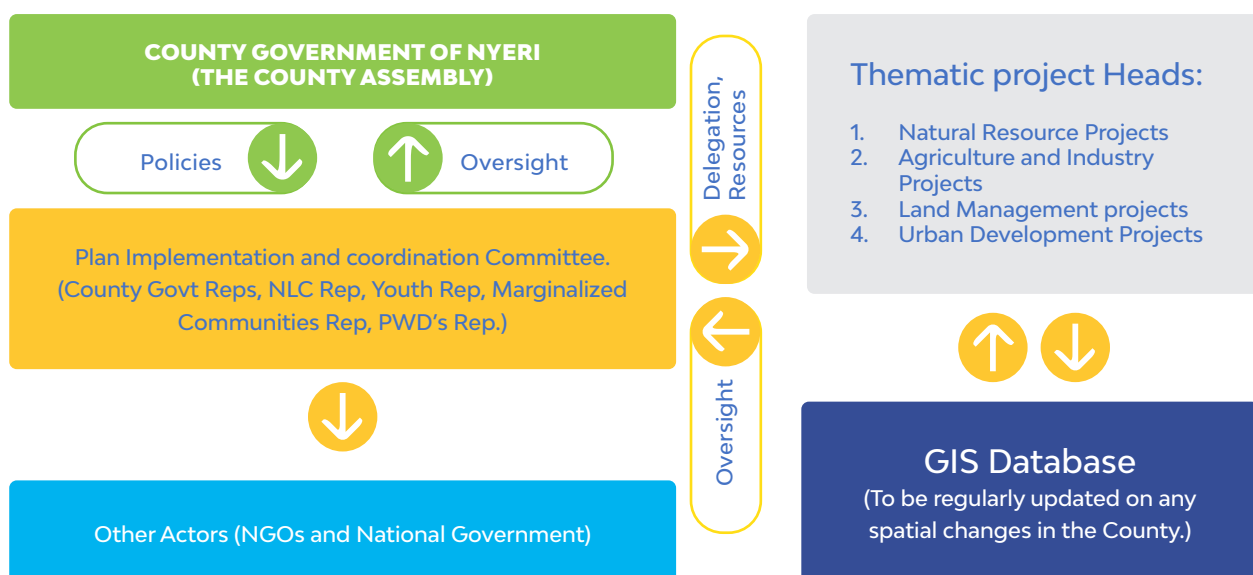 COUNTY GOVERNMENT OF NYERI
(THE COUNTY ASSEMBLY)
Policies
Oversight
Plan Implementation and coordination Committee.
(County Govt Reps, NLC Rep, Youth Rep, Marginalized
Communities Rep, PWD's Rep.)
Other Actors (NGOs and National Government)
Delegation,
Resources
Oversight
Thematic project Heads:
1. Natural Resource Projects
2. Agriculture and Industry
Projects
3. Land Management projects
4. Urban Development Projects
GIS Database
(To be regularly updated on any
spatial changes in the County.)